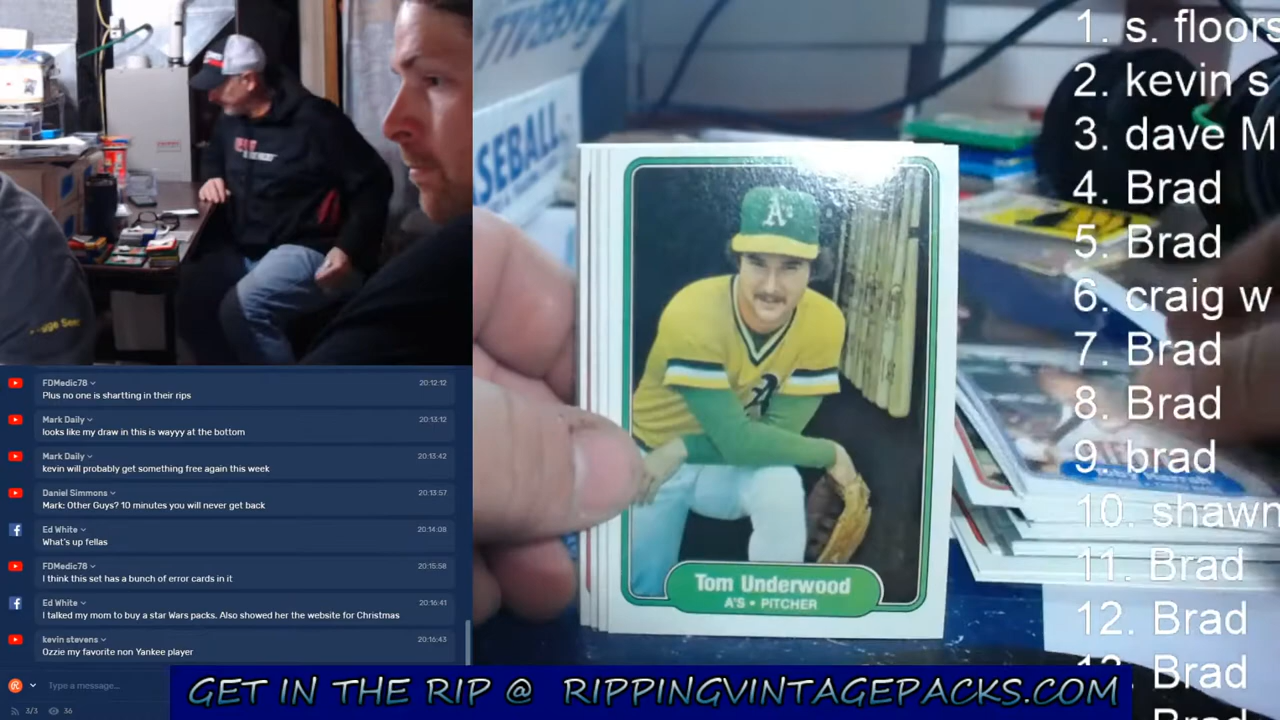 1. s. floors
2. kevin s
3. dave M
4. Brad
5. Brad
6. craig w
7. Brad
8. Brad
9. brad
10. shawn
11. Brad
12. Brad
13. Brad
SEBALL
A's
A
Tom Underwood
A'S • PITCHER
FDMedic78 20:12:12
Plus no one is shartting in their rips
Mark Daily 20:13:12
looks like my draw in this is wayyy at the bottom
Mark Daily 20:13:42
kevin will probably get something free again this week
Daniel Simmons 20:13:57
Mark: Other Guys? 10 minutes you will never get back
Ed White 20:14:08
What's up fellas
FDMedic78 20:15:58
I think this set has a bunch of error cards in it
Ed White 20:16:41
I talked my mom to buy a star Wars packs. Also showed her the website for Christmas
kevin stevens 20:16:43
Ozzie my favorite non Yankee player
Type a message...
3/3 36
GET IN THE RIP @ RIPPINGVINTAGEPACKS.COM